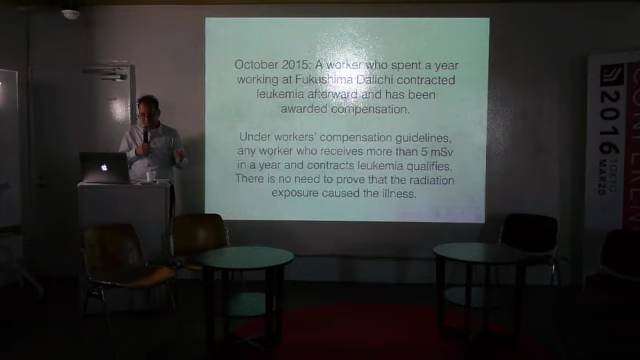 October 2015: A worker who spent a year
working at Fukushima Daiichi contracted
leukemia afterward and has been
awarded compensation.
Under workers' compensation guidelines,
any worker who receives more than 5 mSv
in a year and contracts leukemia qualifies.
There is no need to prove that the radiation
exposure caused the illness.
2016
TOKYO
MAR20